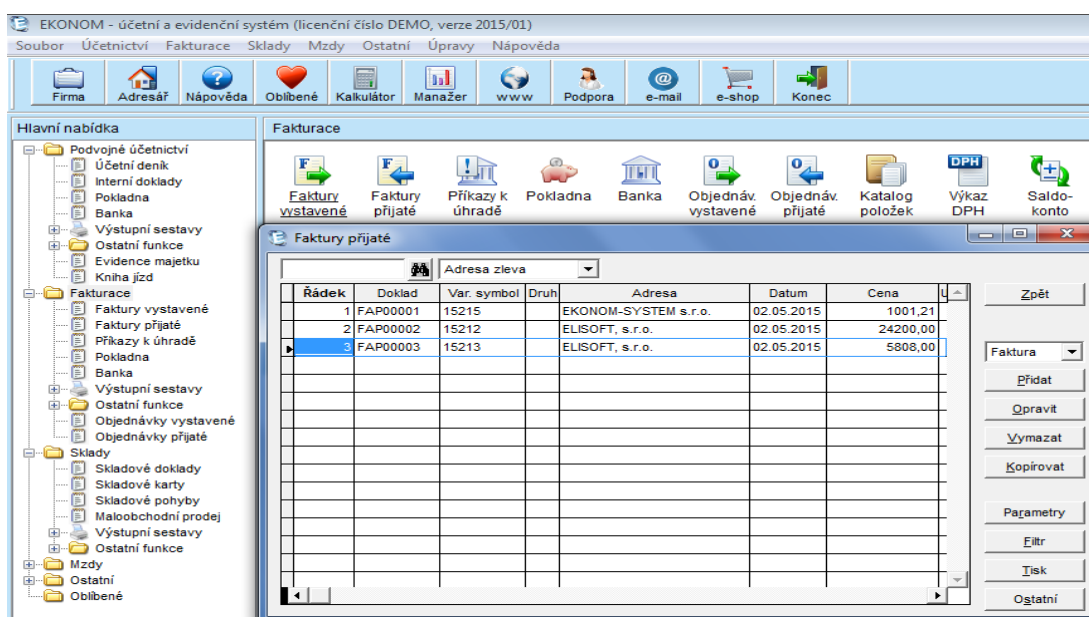 EKONOM - účetní a evidenční systém (licenční číslo DEMO, verze 2015/01)
Soubor Účetnictví Fakturace Sklady Mzdy Ostatní Úpravy Nápověda
Firma Adresář Nápověda Oblíbené Kalkulátor Manažer www Podpora e-mail e-shop Konec
Hlavní nabídka
Podvojné účetnictví
Účetní deník
Interní doklady
Pokladna
Banka
Výstupní sestavy
Ostatní funkce
Evidence majetku
Kniha jízd
Fakturace
Faktury vystavené
Faktury přijaté
Příkazy k úhradě
Pokladna
Banka
Výstupní sestavy
Ostatní funkce
Objednávky vystavené
Objednávky přijaté
Sklady
Skladové doklady
Skladové karty
Skladové pohyby
Maloobchodní prodej
Výstupní sestavy
Ostatní funkce
Mzdy
Ostatní
Oblíbené
Fakturace
F F O O DPH
Faktury Faktury Příkazy k Pokladna Banka Objednáv. Objednáv. Katalog Výkaz Saldo-
vystavené přijaté úhradě vystavené přijaté položek DPH konto
Faktury přijaté
Adresa zleva
Řádek Doklad Var. symbol Druh Adresa Datum Cena U
1 FAP00001 15215 EKONOM-SYSTEM s.r.o. 02.05.2015 1001,21
2 FAP00002 15212 ELISOFT, s.r.o. 02.05.2015 24200,00
3 FAP00003 15213 ELISOFT, s.r.o. 02.05.2015 5808,00
Zpět
Faktura
Přidat
Opravit
Vymazat
Kopírovat
Parametry
Filtr
Tisk
Ostatní